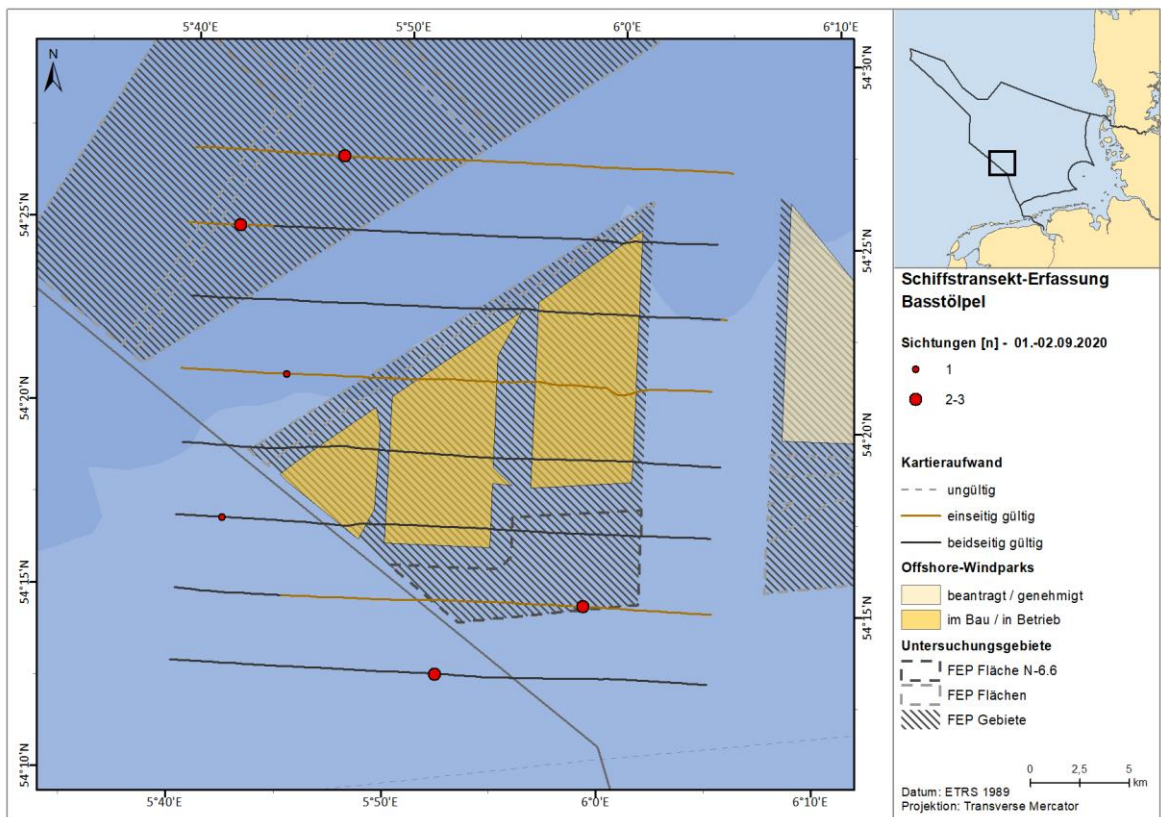 5°40'E
5°50'E
6°0'E
6°10'E
N
54°30'N
54°25'N
54°25'N
54°20'N
54°20'N
54°15'N
54°15'N
54°10'N
5°40'E
5°50'E
6°0'E
6°10'E
Schiffstransekt-Erfassung
Basstölpel
Sichtungen [n] - 01.-02.09.2020
1
2-3
Kartieraufwand
ungültig
einseitig gültig
beidseitig gültig
Offshore-Windparks
beantragt / genehmigt
im Bau / in Betrieb
Untersuchungsgebiete
FEP Fläche N-6.6
FEP Flächen
FEP Gebiete
0 2,5 5
km
Datum: ETRS 1989
Projektion: Transverse Mercator